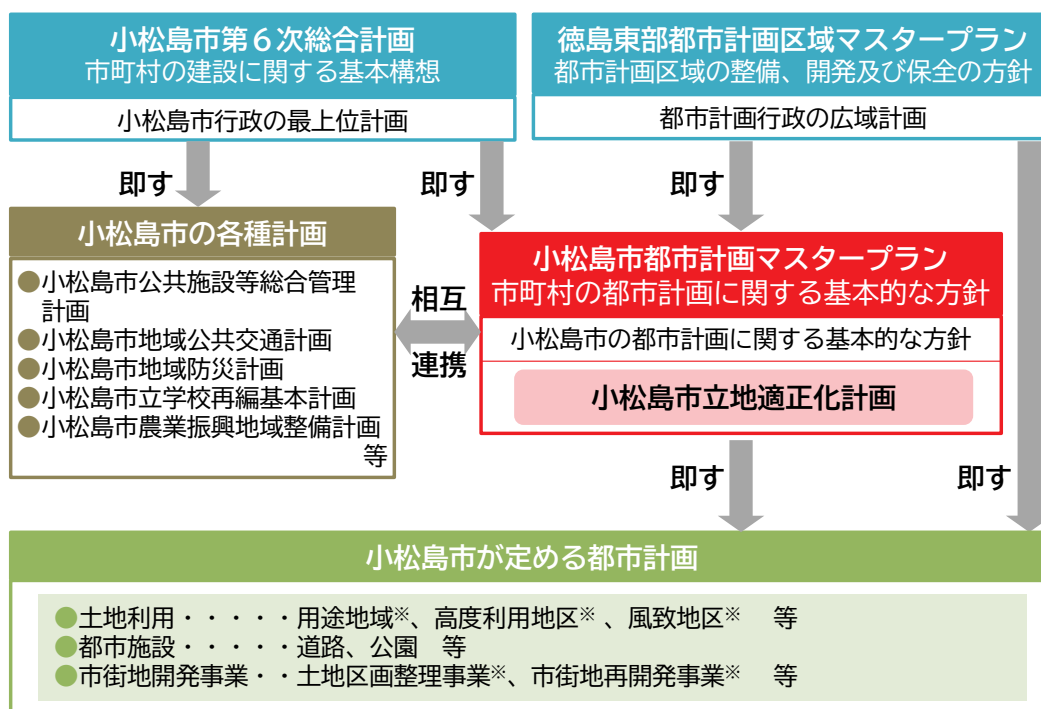 小松島市第6次総合計画
市町村の建設に関する基本構想
小松島市行政の最上位計画
徳島東部都市計画区域マスタープラン
都市計画区域の整備、開発及び保全の方針
都市計画行政の広域計画
即す
即す
即す
小松島市の各種計画
●小松島市公共施設等総合管理
計画
●小松島市地域公共交通計画
●小松島市地域防災計画
●小松島市立学校再編基本計画
●小松島市農業振興地域整備計画
等
相互
連携
小松島市都市計画マスタープラン
市町村の都市計画に関する基本的な方針
小松島市の都市計画に関する基本的な方針
小松島市立地適正化計画
即す
即す
小松島市が定める都市計画
●土地利用・・・・・用途地域※、高度利用地区※、風致地区※ 等
●都市施設・・・・・道路、公園 等
●市街地開発事業・・土地区画整理事業※、市街地再開発事業※ 等